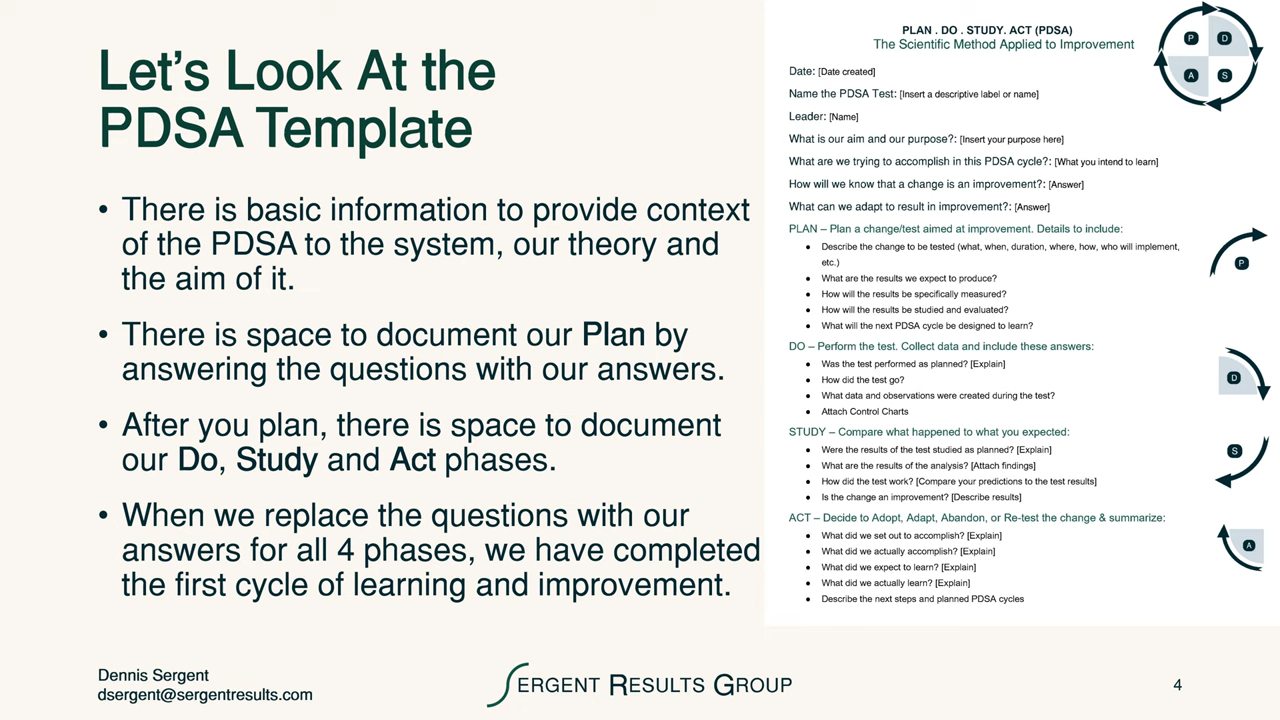 Let's Look At the
PDSA Template
• There is basic information to provide context
of the PDSA to the system, our theory and
the aim of it.
• There is space to document our Plan by
answering the questions with our answers.
• After you plan, there is space to document
our Do, Study and Act phases.
• When we replace the questions with our
answers for all 4 phases, we have completed
the first cycle of learning and improvement.
PLAN . DO . STUDY. ACT (PDSA)
The Scientific Method Applied to Improvement
P D
A S
Date: [Date created]
Name the PDSA Test: [Insert a descriptive label or name]
Leader: [Name]
What is our aim and our purpose?: [Insert your purpose here]
What are we trying to accomplish in this PDSA cycle?: [What you intend to learn]
How will we know that a change is an improvement?: [Answer]
What can we adapt to result in improvement?: [Answer]
PLAN – Plan a change/test aimed at improvement. Details to include:
• Describe the change to be tested (what, when, duration, where, how, who will implement,
etc.)
• What are the results we expect to produce?
• How will the results be specifically measured?
• How will the results be studied and evaluated?
• What will the next PDSA cycle be designed to learn?
P
DO – Perform the test. Collect data and include these answers:
• Was the test performed as planned? [Explain]
• How did the test go?
• What data and observations were created during the test?
• Attach Control Charts
D
STUDY – Compare what happened to what you expected:
• Were the results of the test studied as planned? [Explain]
• What are the results of the analysis? [Attach findings]
• How did the test work? [Compare your predictions to the test results]
• Is the change an improvement? [Describe results]
S
ACT – Decide to Adopt, Adapt, Abandon, or Re-test the change & summarize:
• What did we set out to accomplish? [Explain]
• What did we actually accomplish? [Explain]
• What did we expect to learn? [Explain]
• What did we actually learn? [Explain]
• Describe the next steps and planned PDSA cycles
A
Dennis Sergent
dsergent@sergentresults.com
SERGENT RESULTS GROUP
4